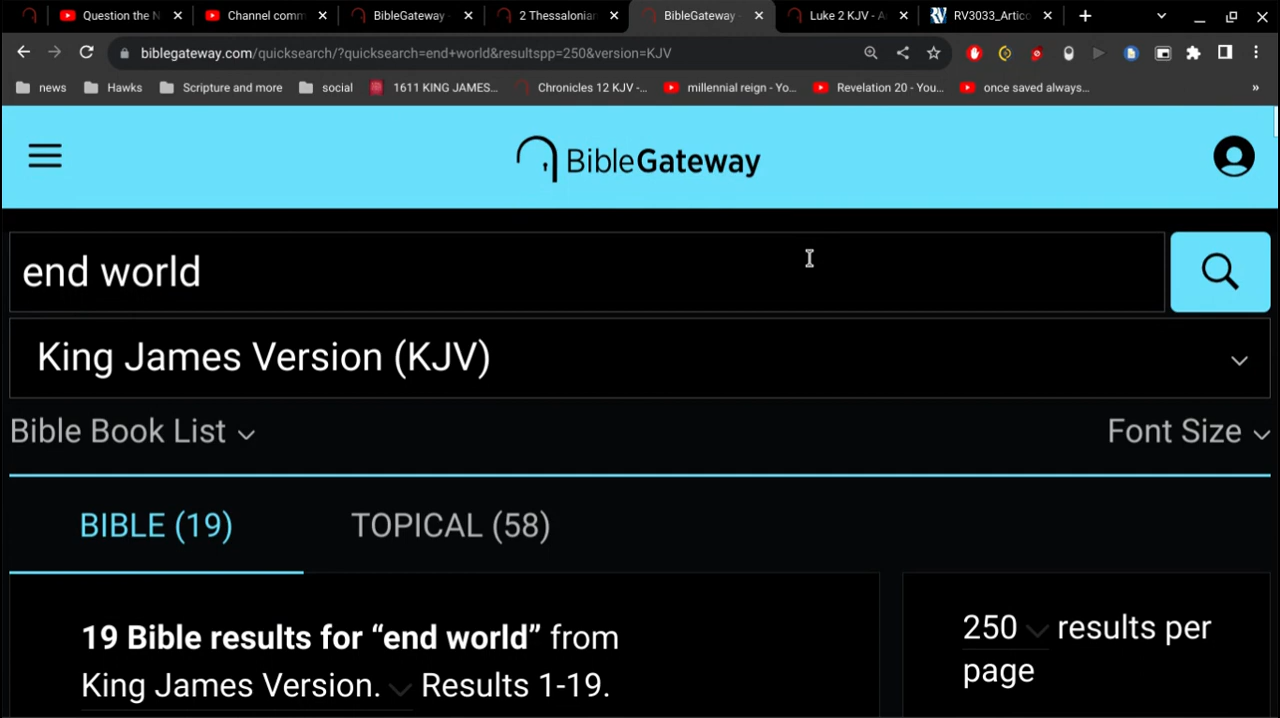 Question the N
Channel comm
BibleGateway -
2 Thessalonian
BibleGateway -
Luke 2 KJV - A
RV3033_Artico
biblegateway.com/quicksearch/?quicksearch=end+world&resultspp=250&version=KJV
news
Hawks
Scripture and more
social
1611 KING JAMES...
Chronicles 12 KJV -...
millennial reign - Yo...
Revelation 20 - You...
once saved always...
»
BibleGateway
end world
King James Version (KJV)
Bible Book List
Font Size
BIBLE (19)
TOPICAL (58)
19 Bible results for “end world” from
King James Version. Results 1-19.
250 results per
page